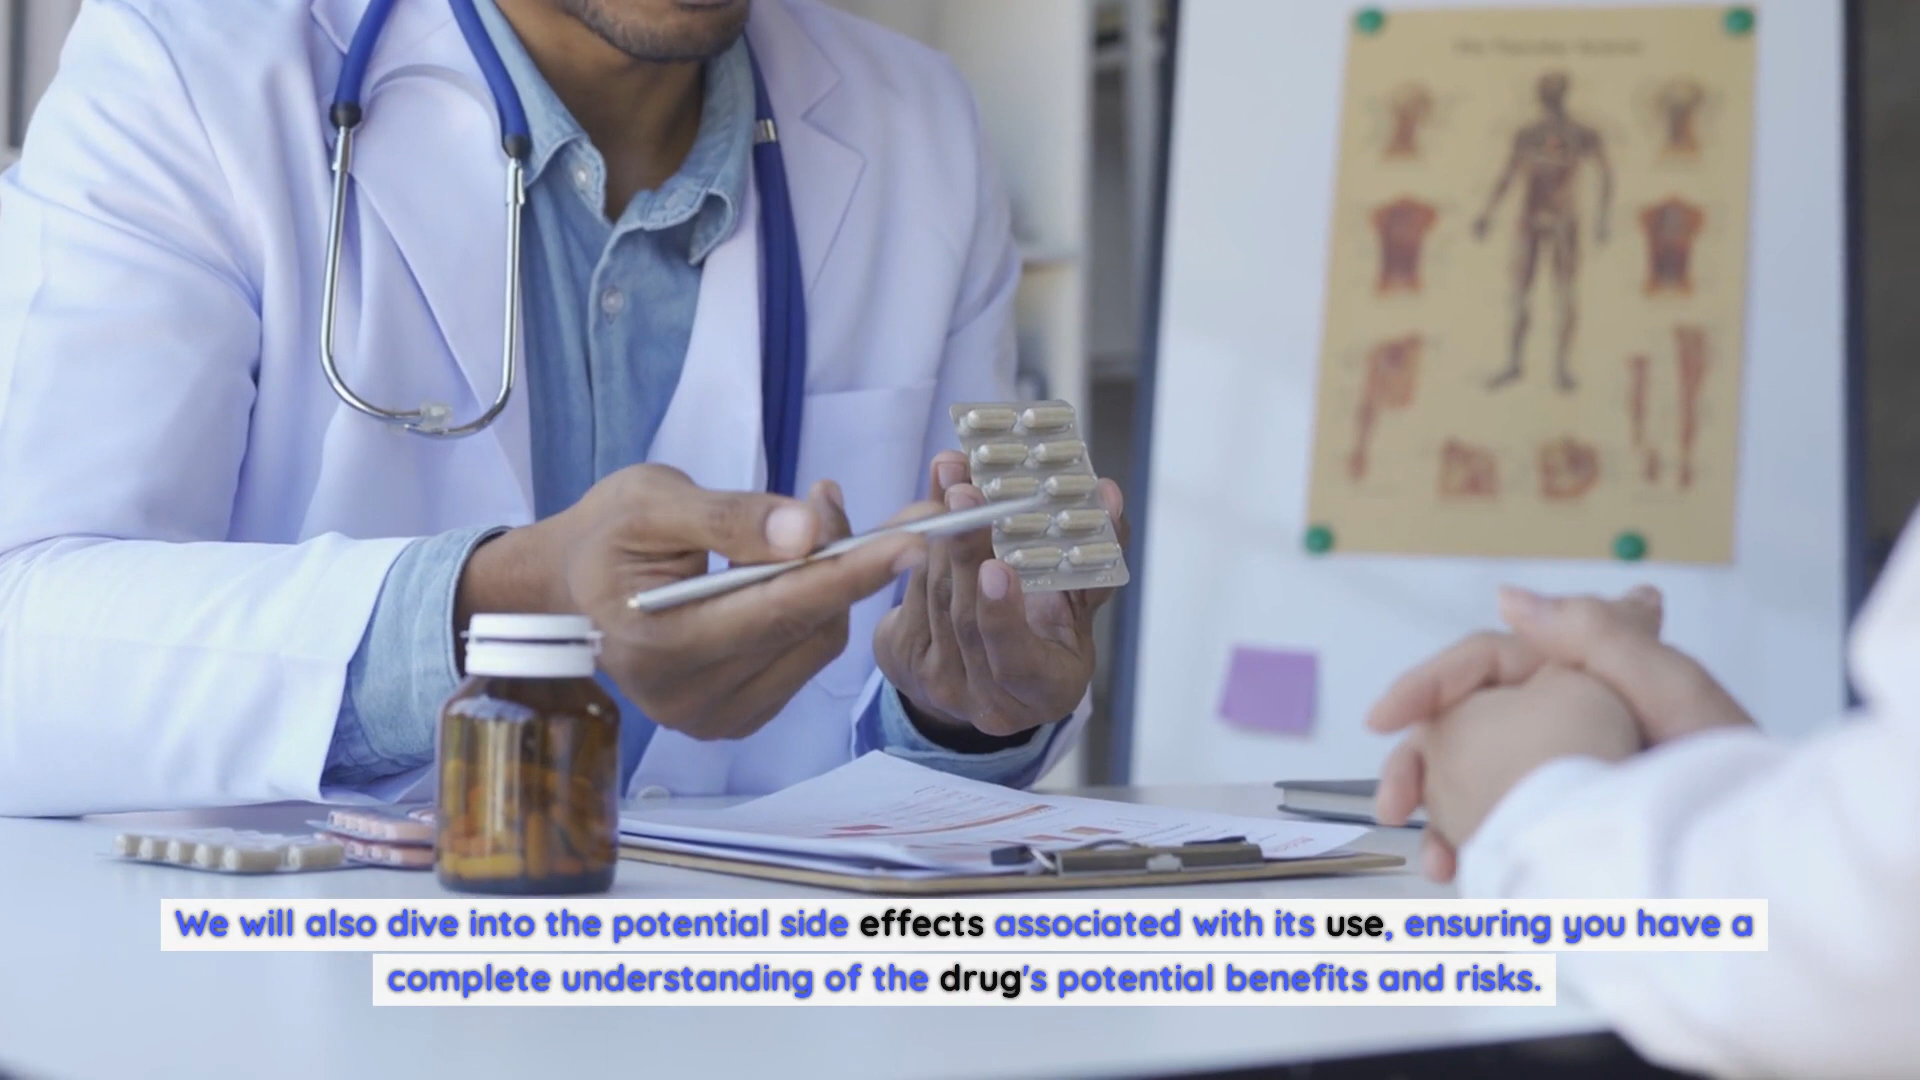 We will also dive into the potential side effects associated with its use, ensuring you have a
complete understanding of the drug's potential benefits and risks.